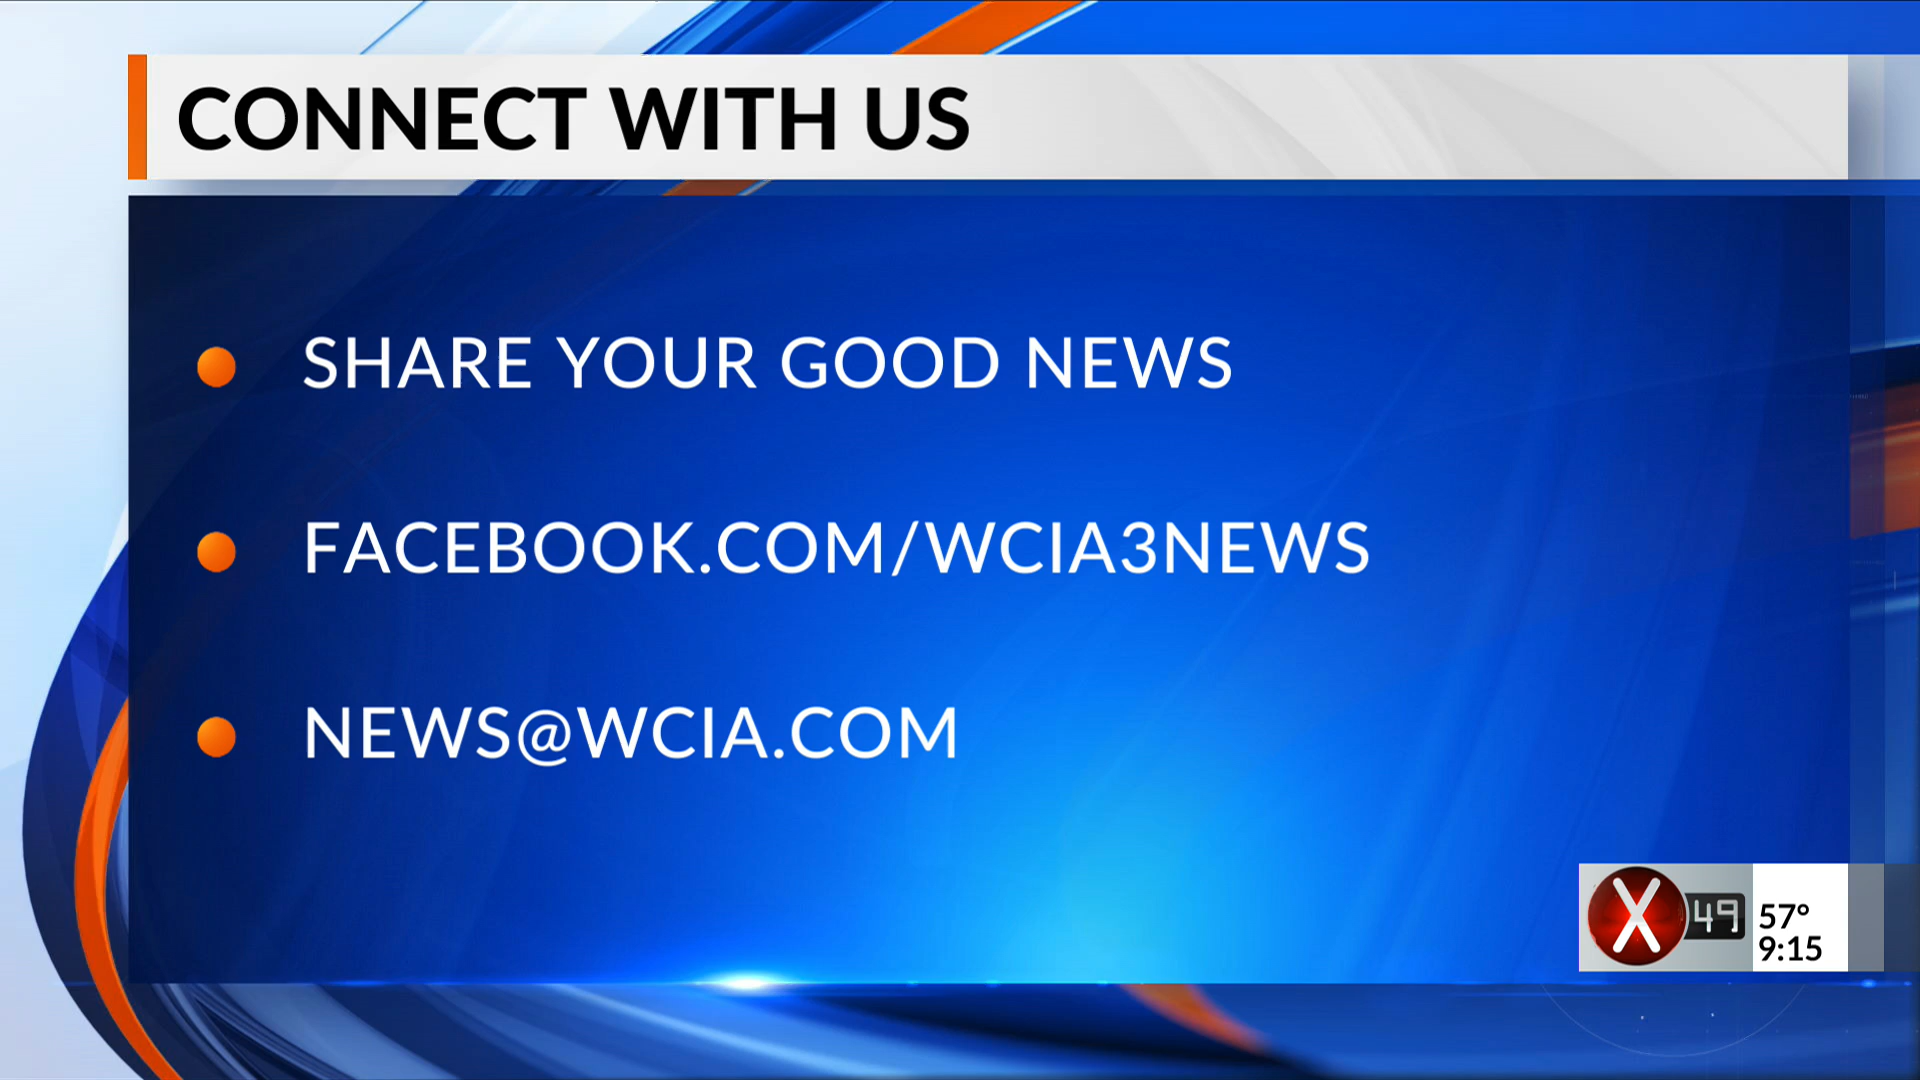 CONNECT WITH US
SHARE YOUR GOOD NEWS
FACEBOOK.COM/WCIA3NEWS
NEWS@WCIA.COM
X 49
57°
9:15